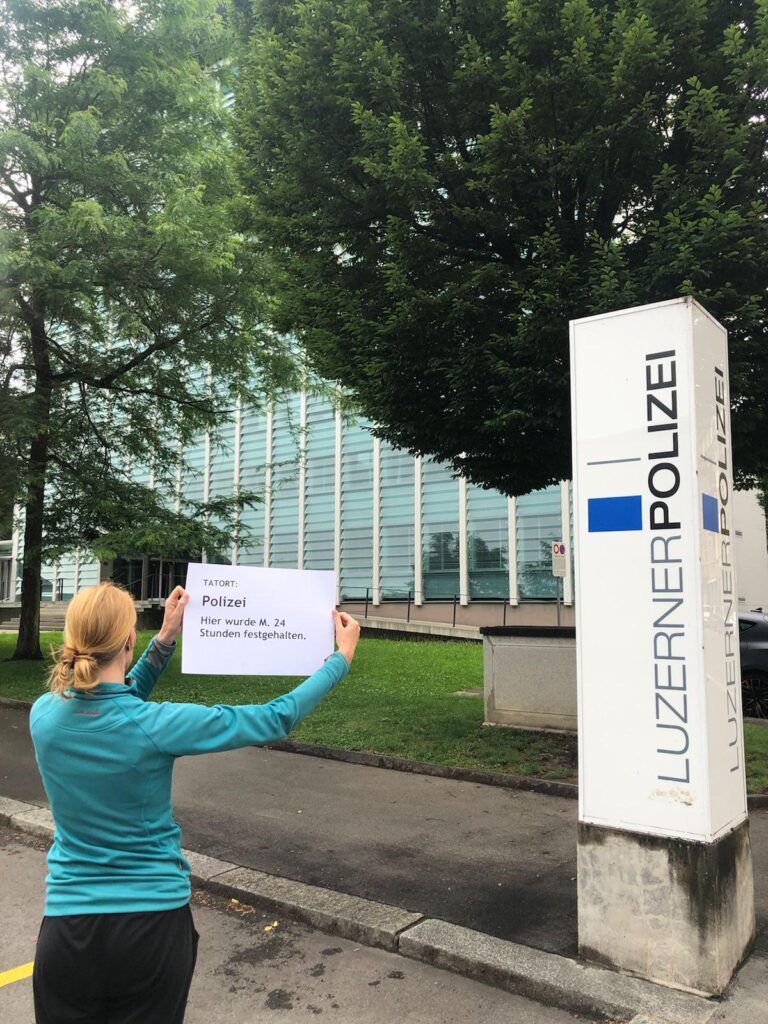 TATORT:
Polizei
Hier wurde M. 24
Stunden festgehalten.
LUZERNERPOLIZEI
LUZERNERPOLIZEI